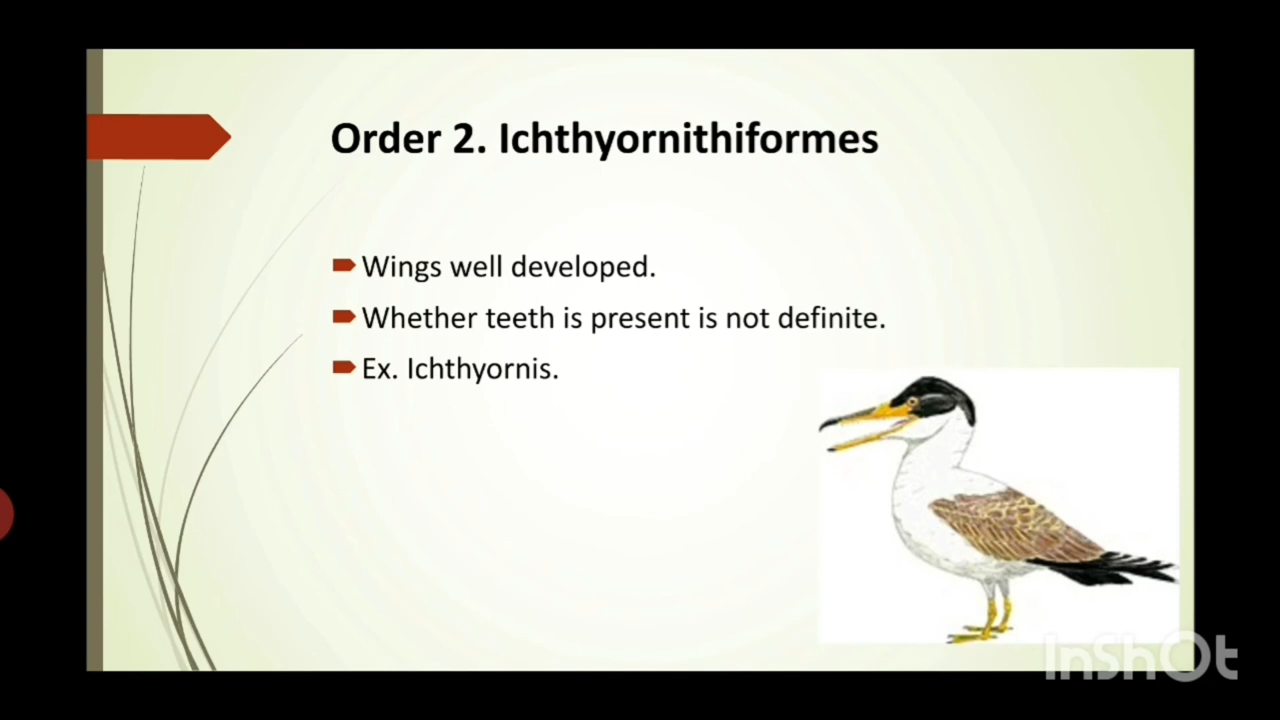 Order 2. Ichthyornithiformes
Wings well developed.
Whether teeth is present is not definite.
Ex. Ichthyornis.
InShOt